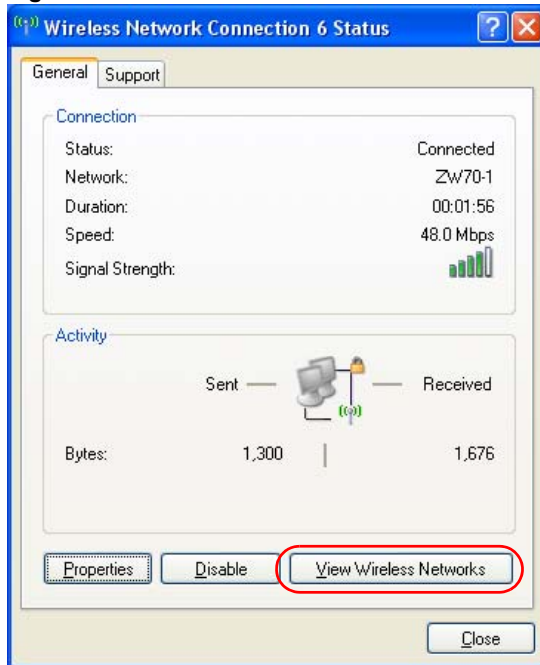 Wireless Network Connection 6 Status
General Support
Connection
Status: Connected
Network: ZW70-1
Duration: 00:01:56
Speed: 48.0 Mbps
Signal Strength:
Activity
Sent — — Received
Bytes: 1,300 | 1,676
Properties Disable View Wireless Networks
Close